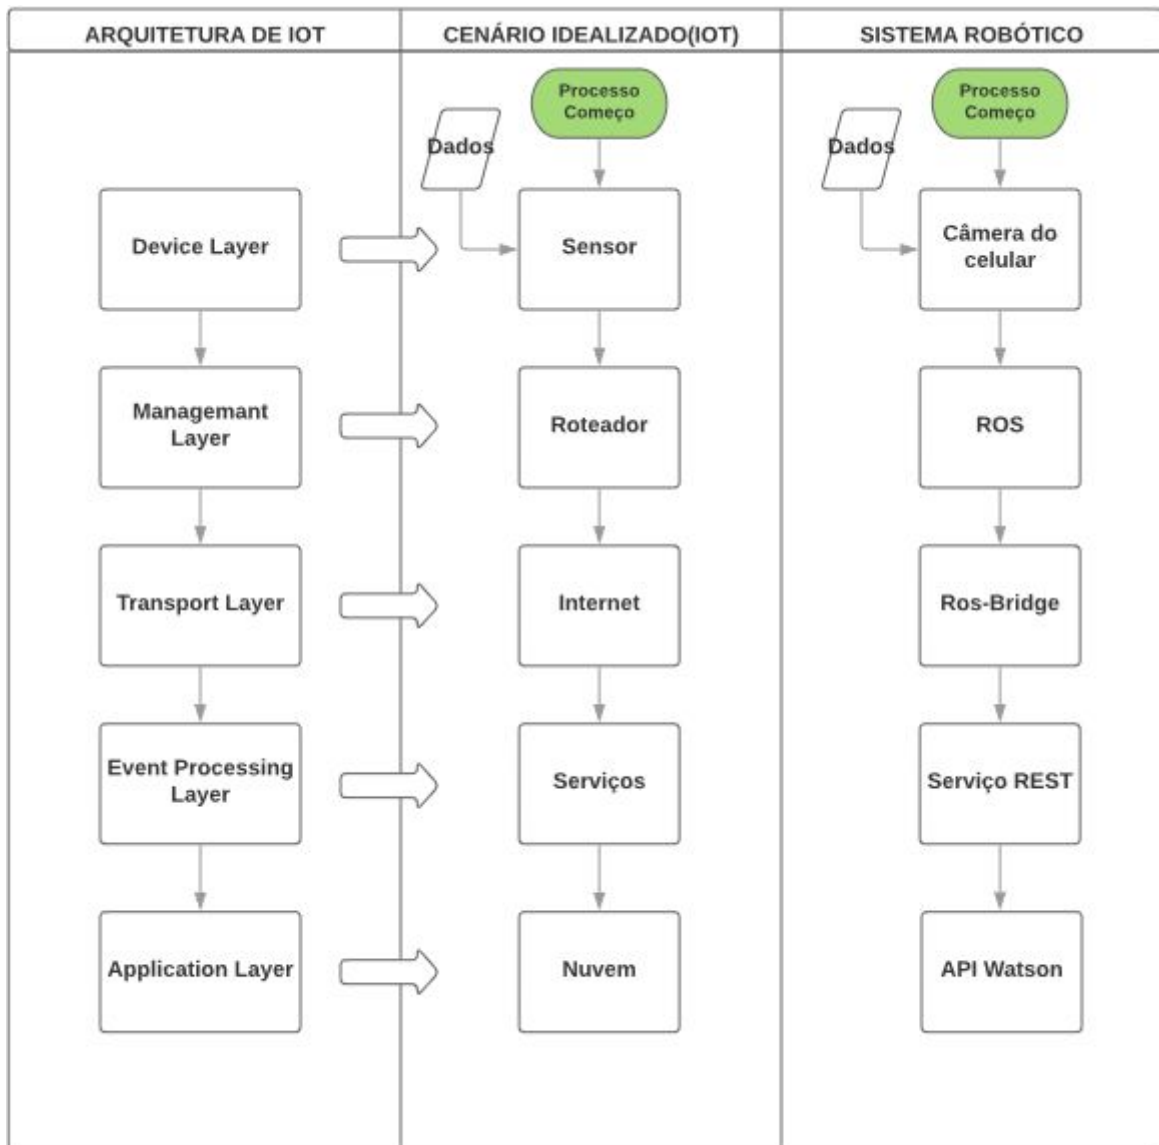 ARQUITETURA DE IOT
CENÁRIO IDEALIZADO(IOT)
SISTEMA ROBÓTICO
Processo
Começo
Processo
Começo
Dados
Dados
Device Layer
Sensor
Câmera do
celular
Managemant
Layer
Roteador
ROS
Transport Layer
Internet
Ros-Bridge
Event Processing
Layer
Serviços
Serviço REST
Application Layer
Nuvem
API Watson